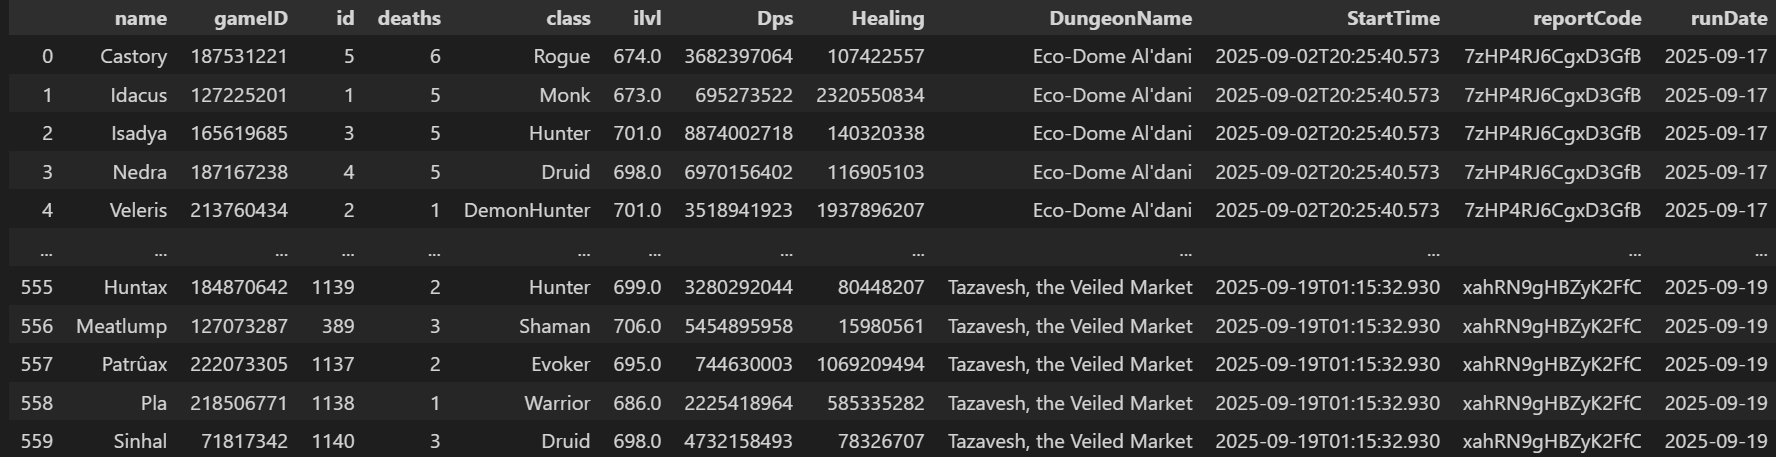 name gameID id deaths class ilvl Dps Healing DungeonName StartTime reportCode runDate
0 Castory 187531221 5 6 Rogue 674.0 3682397064 107422557 Eco-Dome Al'dani 2025-09-02T20:25:40.573 7zHP4RJ6CgxD3GfB 2025-09-17
1 Idacus 127225201 1 5 Monk 673.0 695273522 2320550834 Eco-Dome Al'dani 2025-09-02T20:25:40.573 7zHP4RJ6CgxD3GfB 2025-09-17
2 Isadya 165619685 3 5 Hunter 701.0 8874002718 140320338 Eco-Dome Al'dani 2025-09-02T20:25:40.573 7zHP4RJ6CgxD3GfB 2025-09-17
3 Nedra 187167238 4 5 Druid 698.0 6970156402 116905103 Eco-Dome Al'dani 2025-09-02T20:25:40.573 7zHP4RJ6CgxD3GfB 2025-09-17
4 Veleris 213760434 2 1 DemonHunter 701.0 3518941923 1937896207 Eco-Dome Al'dani 2025-09-02T20:25:40.573 7zHP4RJ6CgxD3GfB 2025-09-17
... ... ... ... ... ... ... ... ... ... ... ... ...
555 Huntax 184870642 1139 2 Hunter 699.0 3280292044 80448207 Tazavesh, the Veiled Market 2025-09-19T01:15:32.930 xahRN9gHBZyK2FfC 2025-09-19
556 Meatlump 127073287 389 3 Shaman 706.0 5454895958 15980561 Tazavesh, the Veiled Market 2025-09-19T01:15:32.930 xahRN9gHBZyK2FfC 2025-09-19
557 Patrûax 222073305 1137 2 Evoker 695.0 744630003 1069209494 Tazavesh, the Veiled Market 2025-09-19T01:15:32.930 xahRN9gHBZyK2FfC 2025-09-19
558 Pla 218506771 1138 1 Warrior 686.0 2225418964 585335282 Tazavesh, the Veiled Market 2025-09-19T01:15:32.930 xahRN9gHBZyK2FfC 2025-09-19
559 Sinhal 71817342 1140 3 Druid 698.0 4732158493 78326707 Tazavesh, the Veiled Market 2025-09-19T01:15:32.930 xahRN9gHBZyK2FfC 2025-09-19